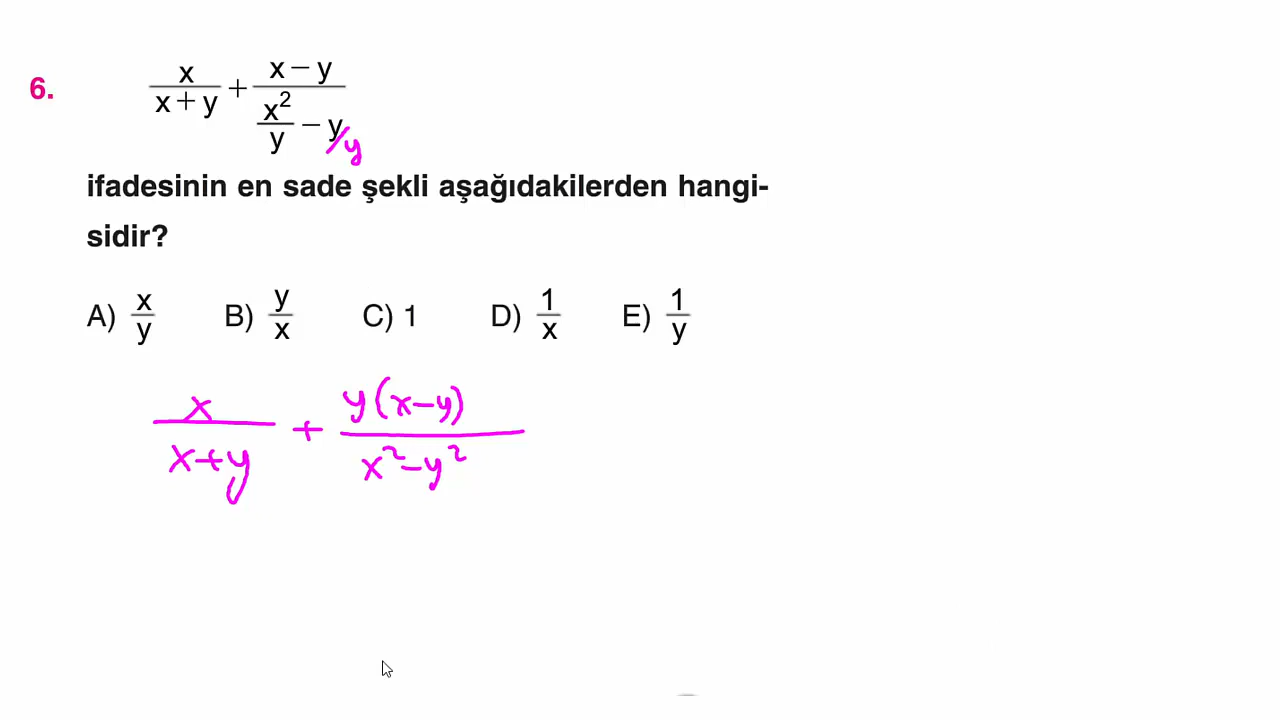 6. x/(x+y) + (x−y)/(x²/y − y) /y
ifadesinin en sade şekli aşağıdakilerden hangi-
sidir?
A) x/y B) y/x C) 1 D) 1/x E) 1/y
x/(x+y) + y(x−y)/(x²−y²)